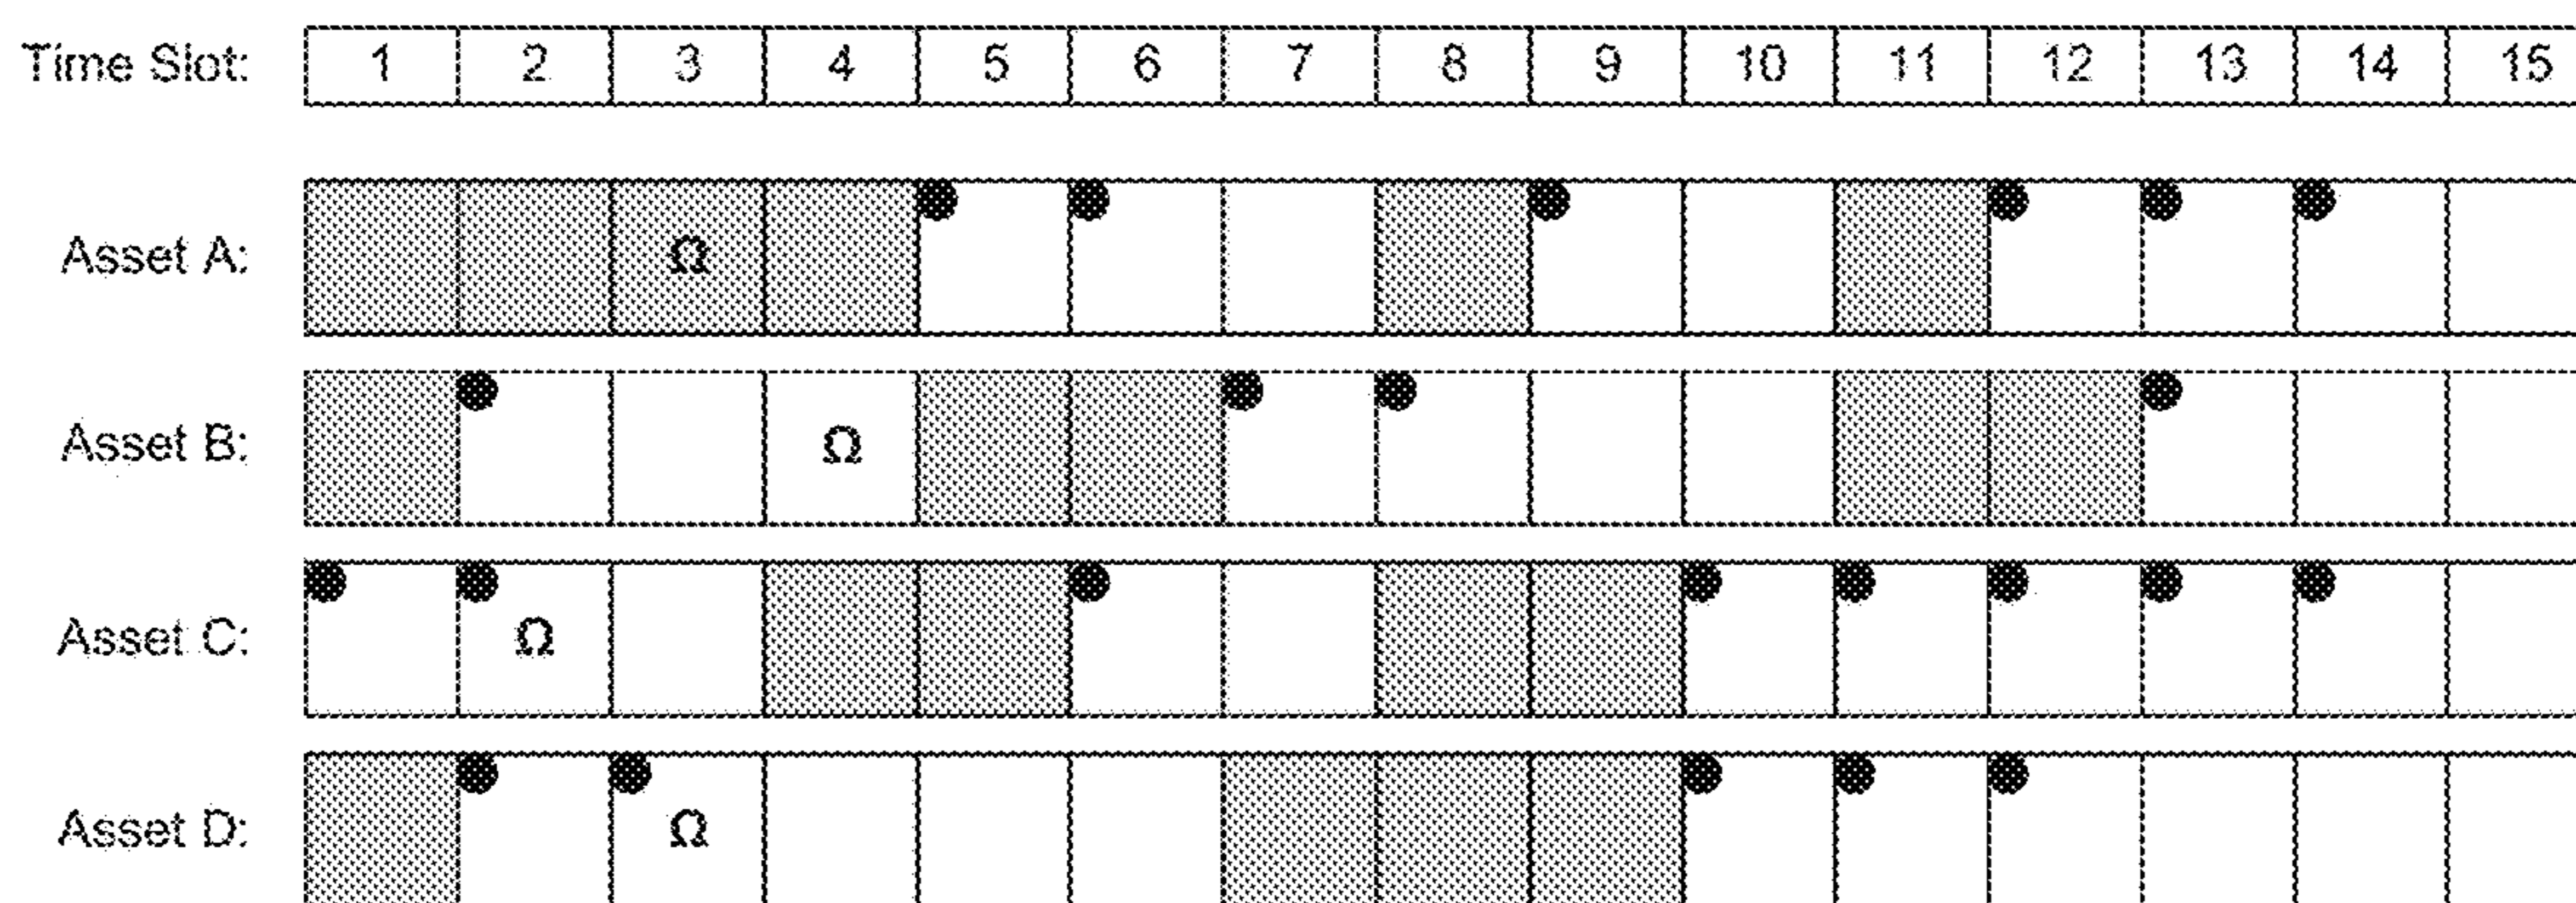 Time Slot: 1 2 3 4 5 6 7 8 9 10 11 12 13 14 15
Asset A: Ω
Asset B: Ω
Asset C: Ω
Asset D: Ω